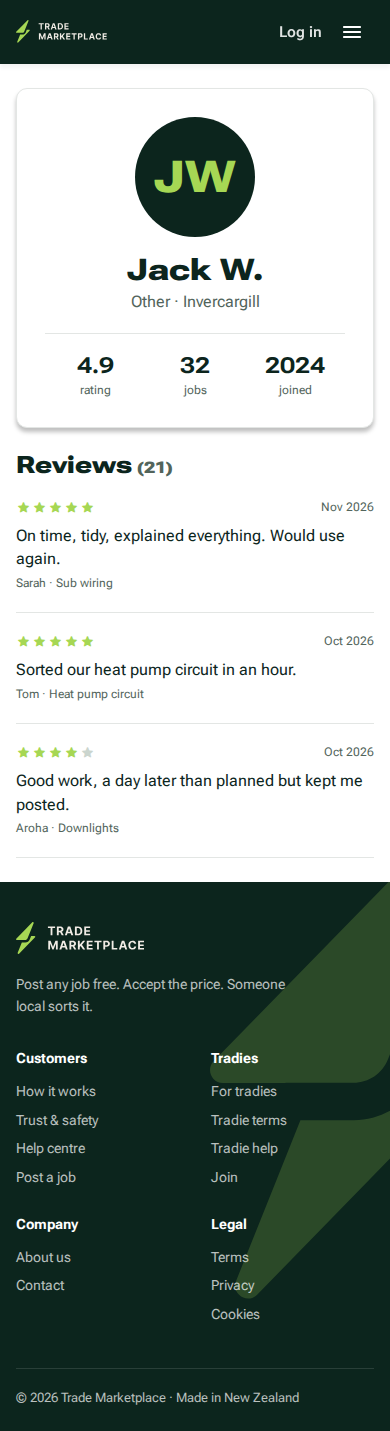 TRADE
MARKETPLACE
Log in
JW
Jack W.
Other · Invercargill
4.9
rating
32
jobs
2024
joined
Reviews (21)
Nov 2026
On time, tidy, explained everything. Would use
again.
Sarah · Sub wiring
Oct 2026
Sorted our heat pump circuit in an hour.
Tom · Heat pump circuit
Oct 2026
Good work, a day later than planned but kept me
posted.
Aroha · Downlights
TRADE
MARKETPLACE
Post any job free. Accept the price. Someone
local sorts it.
Customers
How it works
Trust & safety
Help centre
Post a job
Tradies
For tradies
Tradie terms
Tradie help
Join
Company
About us
Contact
Legal
Terms
Privacy
Cookies
© 2026 Trade Marketplace · Made in New Zealand